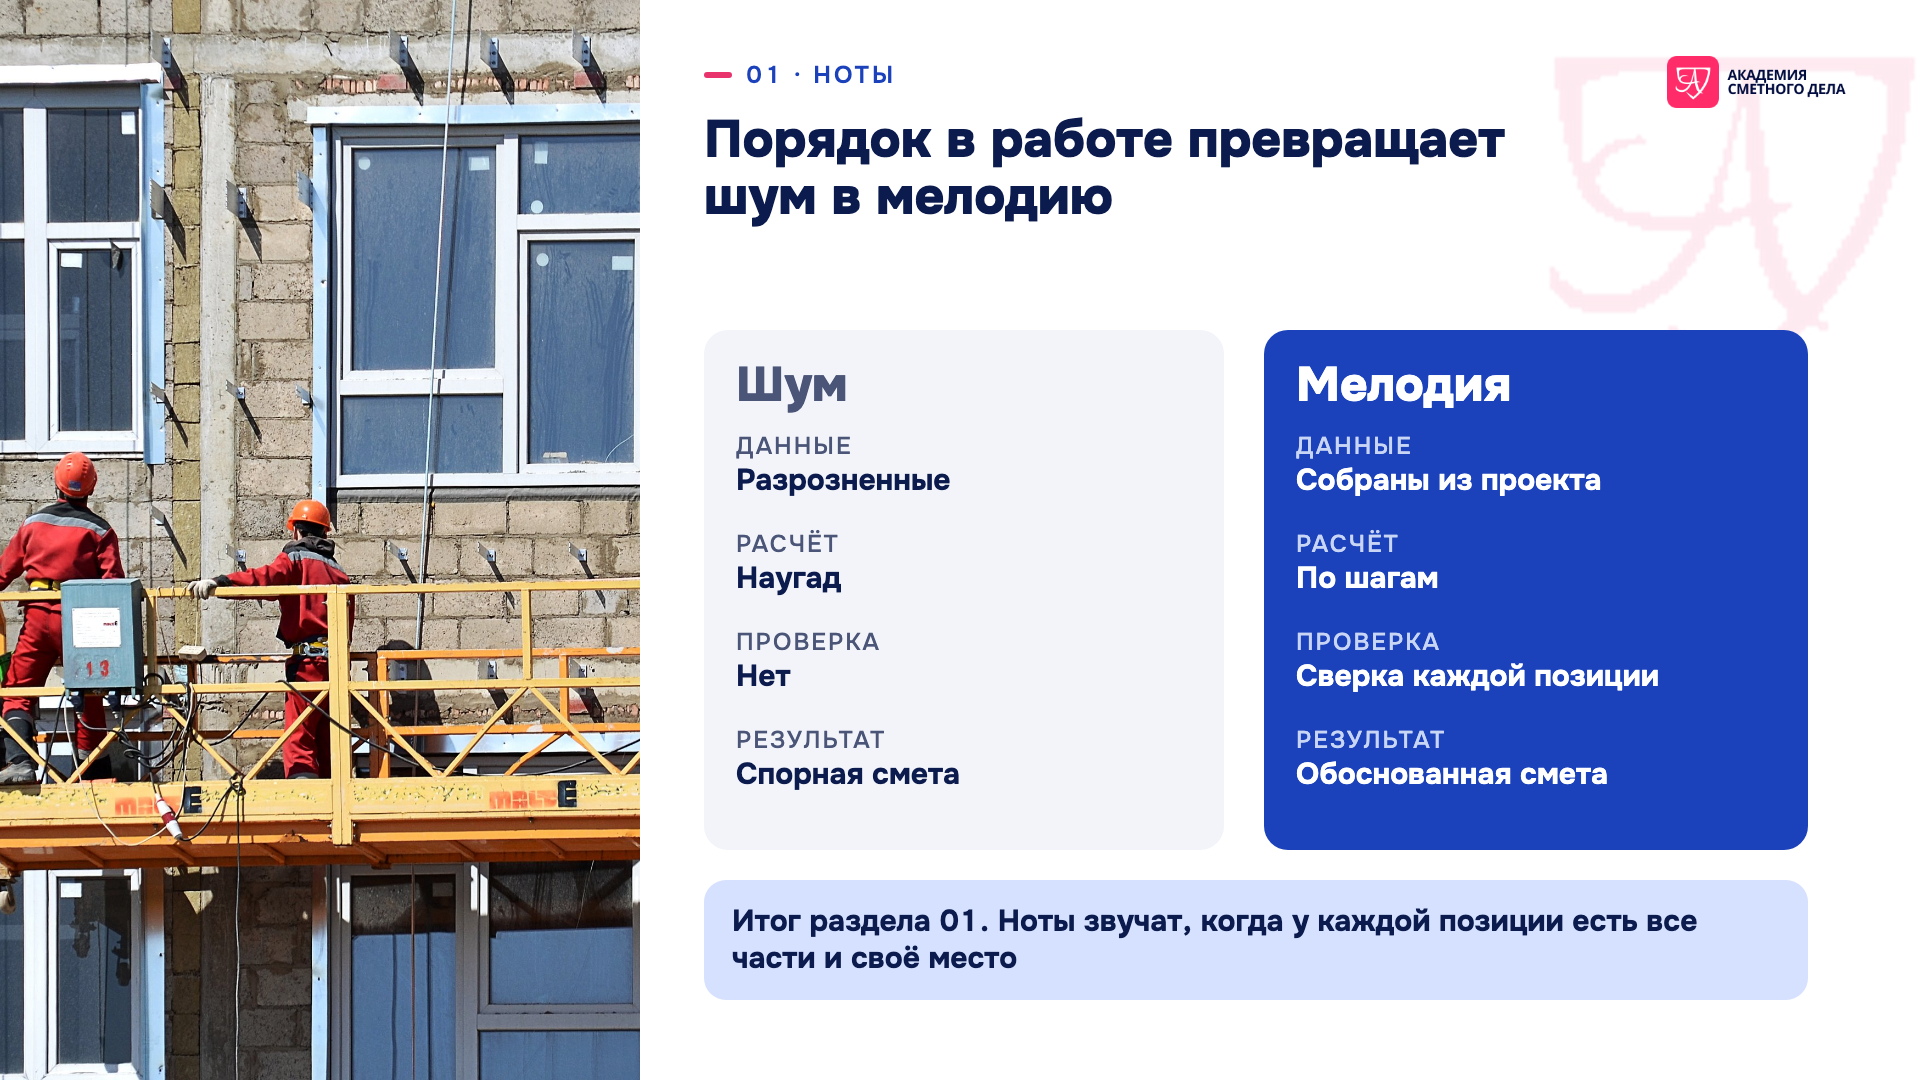 01 · НОТЫ
АКАДЕМИЯ
СМЕТНОГО ДЕЛА
Порядок в работе превращает
шум в мелодию
Шум
ДАННЫЕ
Разрозненные
РАСЧЁТ
Наугад
ПРОВЕРКА
Нет
РЕЗУЛЬТАТ
Спорная смета
Мелодия
ДАННЫЕ
Собраны из проекта
РАСЧЁТ
По шагам
ПРОВЕРКА
Сверка каждой позиции
РЕЗУЛЬТАТ
Обоснованная смета
Итог раздела 01. Ноты звучат, когда у каждой позиции есть все
части и своё место
13